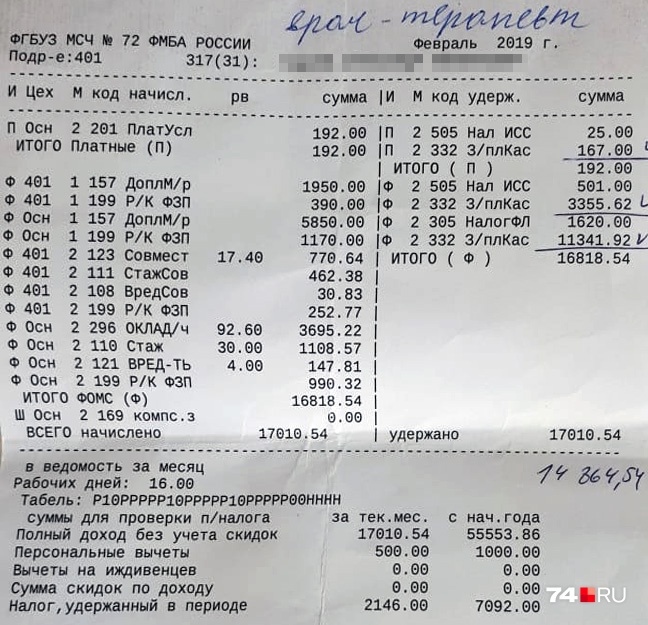 врач - терапевт
ФГБУЗ МСЧ № 72 ФМБА РОССИИ Февраль 2019 г.
Подр-е:401 317(31):
И Цех М код начисл. рв сумма |И М код удерж. сумма
П Осн 2 201 ПлатУсл 192.00 |П 2 505 Нал ИСС 25.00
ИТОГО Платные (П) 192.00 |П 2 332 З/плКас 167.00
| ИТОГО ( П ) 192.00
Ф 401 1 157 ДоплМ/р 1950.00 |Ф 2 505 Нал ИСС 501.00
Ф 401 1 199 Р/К ФЗП 390.00 |Ф 2 332 З/плКас 3355.62
Ф Осн 1 157 ДоплМ/р 5850.00 |Ф 2 305 НалогФЛ 1620.00
Ф Осн 1 199 Р/К ФЗП 1170.00 |Ф 2 332 З/плКас 11341.92
Ф 401 2 123 Совмест 17.40 770.64 | ИТОГО ( Ф ) 16818.54
Ф 401 2 111 СтажСов 462.38 |
Ф 401 2 108 ВредСов 30.83 |
Ф 401 2 199 Р/К ФЗП 252.77 |
Ф Осн 2 296 ОКЛАД/ч 92.60 3695.22 |
Ф Осн 2 110 Стаж 30.00 1108.57 |
Ф Осн 2 121 ВРЕД-ТЬ 4.00 147.81 |
Ф Осн 2 199 Р/К ФЗП 990.32 |
ИТОГО ФОМС (Ф) 16818.54 |
Ш Осн 2 169 компс.з 0.00 |
ВСЕГО начислено 17010.54 | удержано 17010.54
в ведомость за месяц
14 864,54
Рабочих дней: 16.00
Табель: Р10РРРРР10РРРРР10РРРРР00НННН
суммы для проверки п/налога за тек.мес. с нач.года
Полный доход без учета скидок 17010.54 55553.86
Персональные вычеты 500.00 1000.00
Вычеты на иждивенцев 0.00 0.00
Сумма скидок по доходу 0.00 0.00
Налог,удержанный в периоде 2146.00 7092.00
74.RU